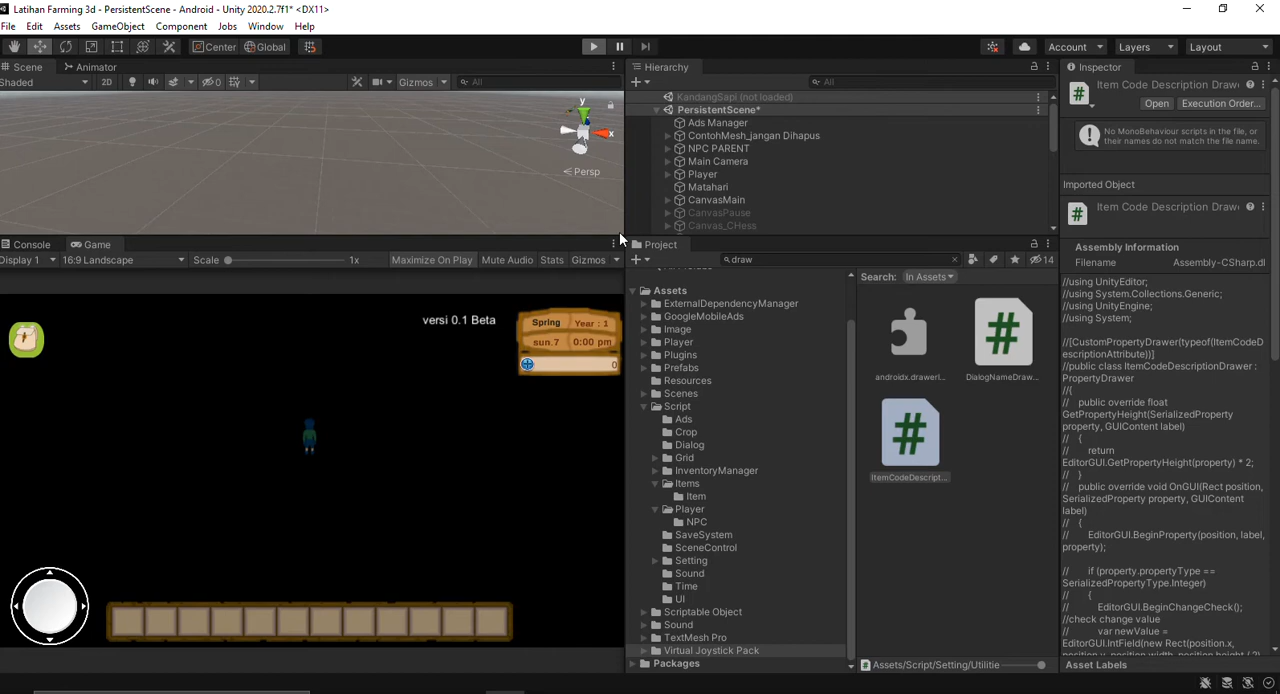 Latihan Farming 3d - PersistentScene - Android - Unity 2020.2.7f1* <DX11>
File Edit Assets GameObject Component Jobs Window Help
Center Global Account Layers Layout
Scene Animator
Shaded 2D 0 Gizmos All
y
x
Persp
Hierarchy
All
KandangSapi (not loaded)
PersistentScene*
Ads Manager
ContohMesh_jangan Dihapus
NPC PARENT
Main Camera
Player
Matahari
CanvasMain
CanvasPause
Canvas_CHess
Inspector
Item Code Description Drawe
Open Execution Order...
No MonoBehaviour scripts in the file, or
their names do not match the file name.
Imported Object
Item Code Description Drawe
Assembly Information
Filename Assembly-CSharp.dl
//using UnityEditor;
//using System.Collections.Generic;
//using UnityEngine;
//using System;
//[CustomPropertyDrawer(typeof(ItemCodeD
escriptionAttribute))]
//public class ItemCodeDescriptionDrawer :
PropertyDrawer
//{
// public override float
GetPropertyHeight(SerializedProperty
property, GUIContent label)
// {
// return
EditorGUI.GetPropertyHeight(property) * 2;
// }
// public override void OnGUI(Rect position,
SerializedProperty property, GUIContent
label)
// {
// EditorGUI.BeginProperty(position, label,
property);
// if (property.propertyType ==
SerializedPropertyType.Integer)
// {
// EditorGUI.BeginChangeCheck();
//check change value
// var newValue =
EditorGUI.IntField(new Rect(position.x,
Asset Labels
Console Game
Display 1 16:9 Landscape Scale 1x Maximize On Play Mute Audio Stats Gizmos
versi 0.1 Beta
Spring Year : 1
sun.7 0:00 pm
0
Project
draw 14
Search: In Assets
Assets
ExternalDependencyManager
GoogleMobileAds
Image
Player
Plugins
Prefabs
Resources
Scenes
Script
Ads
Crop
Dialog
Grid
InventoryManager
Items
Item
Player
NPC
SaveSystem
SceneControl
Setting
Sound
Time
UI
Scriptable Object
Sound
TextMesh Pro
Virtual Joystick Pack
Packages
androidx.drawerl...
DialogNameDraw...
ItemCodeDescript...
Assets/Script/Setting/Utilitie